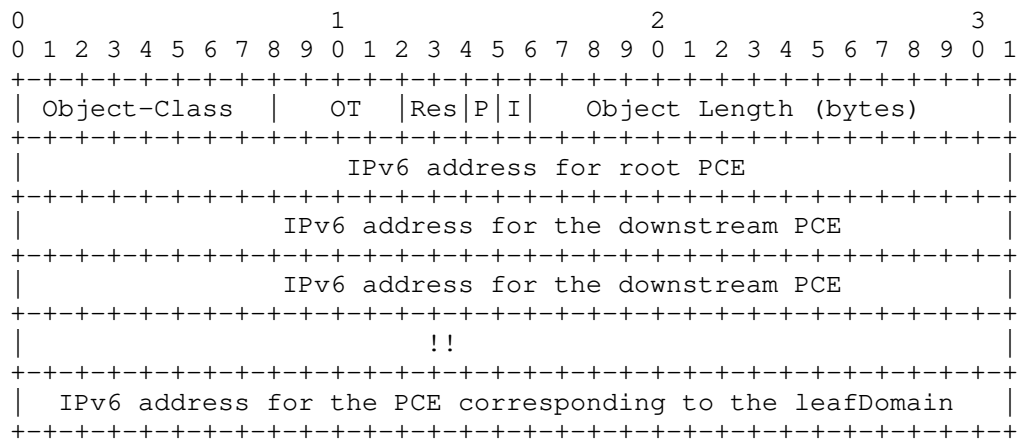 0                   1                   2                   3
0 1 2 3 4 5 6 7 8 9 0 1 2 3 4 5 6 7 8 9 0 1 2 3 4 5 6 7 8 9 0 1
+-+-+-+-+-+-+-+-+-+-+-+-+-+-+-+-+-+-+-+-+-+-+-+-+-+-+-+-+-+-+-+
| Object-Class  |   OT  |Res|P|I|   Object Length (bytes)     |
+-+-+-+-+-+-+-+-+-+-+-+-+-+-+-+-+-+-+-+-+-+-+-+-+-+-+-+-+-+-+-+
|                    IPv6 address for root PCE                |
+-+-+-+-+-+-+-+-+-+-+-+-+-+-+-+-+-+-+-+-+-+-+-+-+-+-+-+-+-+-+-+
|                IPv6 address for the downstream PCE          |
+-+-+-+-+-+-+-+-+-+-+-+-+-+-+-+-+-+-+-+-+-+-+-+-+-+-+-+-+-+-+-+
|                IPv6 address for the downstream PCE          |
+-+-+-+-+-+-+-+-+-+-+-+-+-+-+-+-+-+-+-+-+-+-+-+-+-+-+-+-+-+-+-+
|                         !!                                  |
+-+-+-+-+-+-+-+-+-+-+-+-+-+-+-+-+-+-+-+-+-+-+-+-+-+-+-+-+-+-+-+
|  IPv6 address for the PCE corresponding to the leafDomain   |
+-+-+-+-+-+-+-+-+-+-+-+-+-+-+-+-+-+-+-+-+-+-+-+-+-+-+-+-+-+-+-+